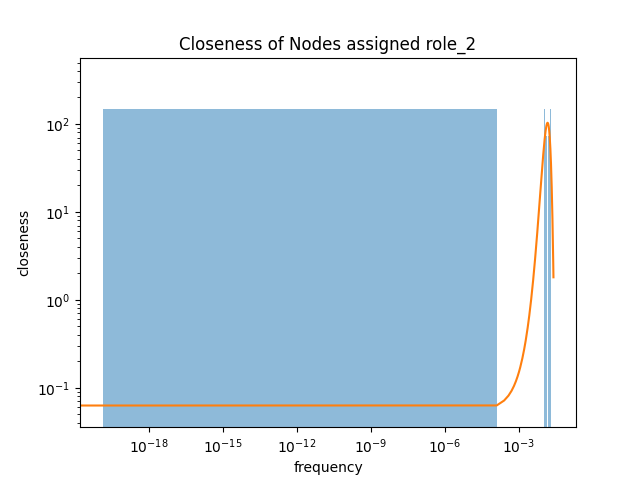 Closeness of Nodes assigned role_2
10²
10¹
10⁰
10⁻¹
closeness
10⁻¹⁸ 10⁻¹⁵ 10⁻¹² 10⁻⁹ 10⁻⁶ 10⁻³
frequency